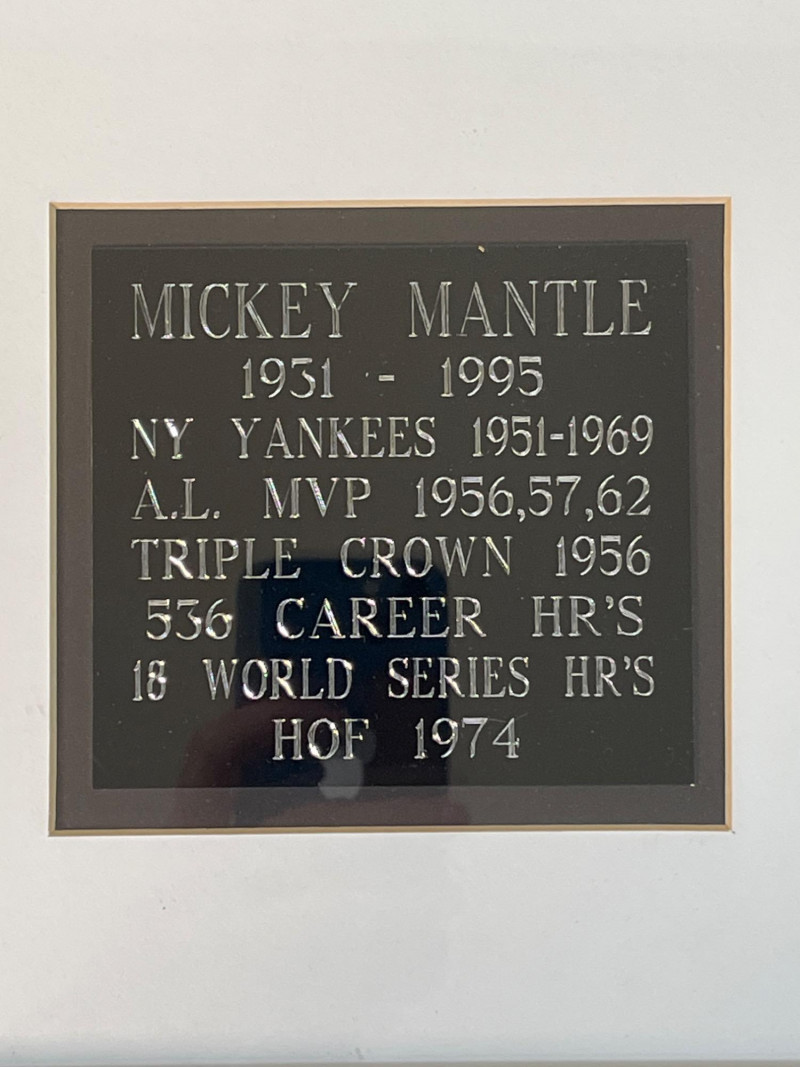 MICKEY MANTLE
1931 - 1995
NY YANKEES 1951-1969
A.L. MVP 1956,57,62
TRIPLE CROWN 1956
536 CAREER HR'S
18 WORLD SERIES HR'S
HOF 1974